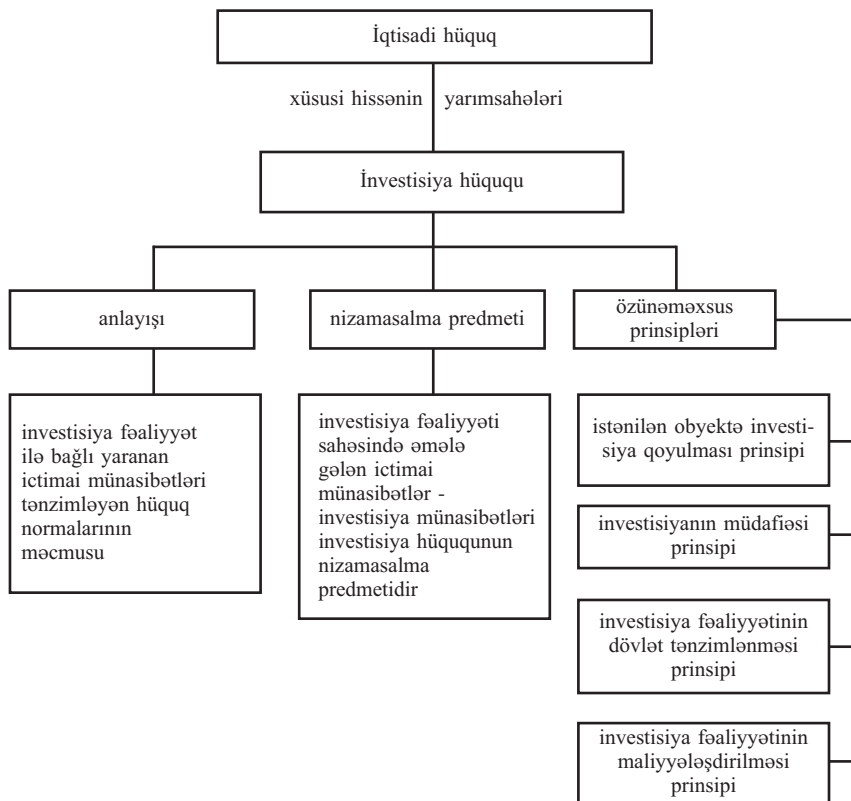 İqtisadi hüquq
xüsusi hissənin yarımsahələri
İnvestisiya hüququ
anlayışı
nizamasalma predmeti
özünəməxsus
prinsipləri
investisiya fəaliyyət
ilə bağlı yaranan
ictimai münasibətləri
tənzimləyən hüquq
normalarının
məcmusu
investisiya fəaliyyəti
sahəsində əmələ
gələn ictimai
münasibətlər -
investisiya münasibətləri
investisiya hüququnun
nizamasalma
predmetidir
istənilən obyektə investi-
siya qoyulması prinsipi
investisiyanın müdafiəsi
prinsipi
investisiya fəaliyyətinin
dövlət tənzimlənməsi
prinsipi
investisiya fəaliyyətinin
maliyyələşdirilməsi
prinsipi